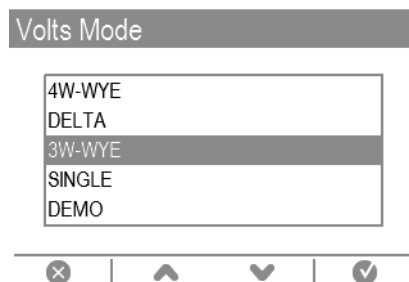 Volts Mode
4W-WYE
DELTA
3W-WYE
SINGLE
DEMO